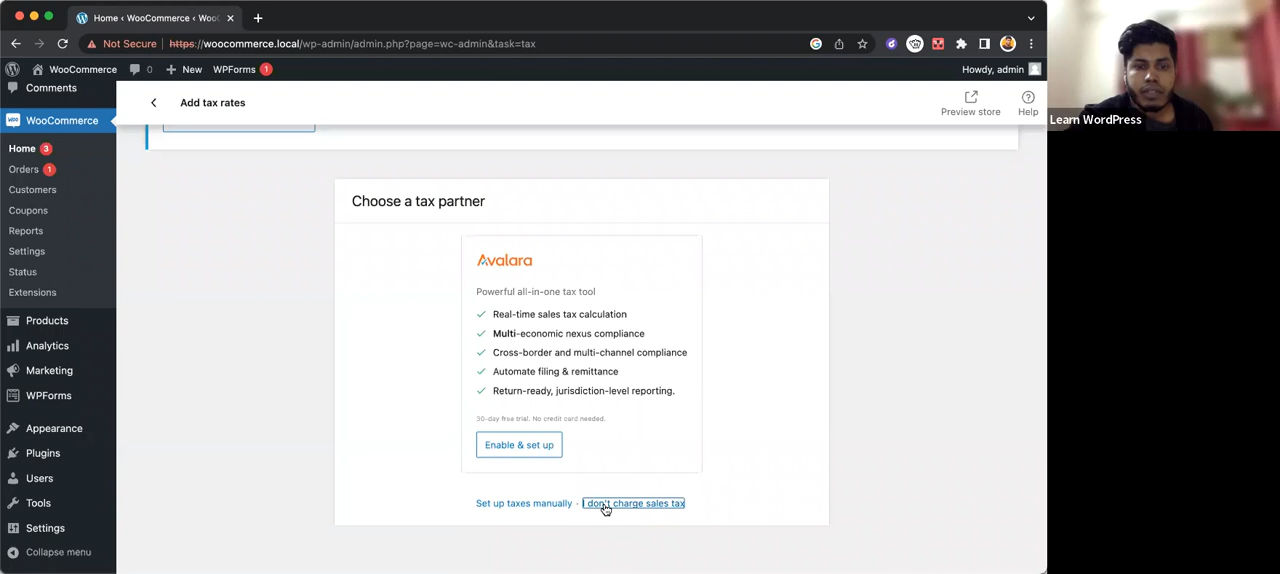 Home ‹ WooCommerce ‹ WooC
Not Secure
https://woocommerce.local/wp-admin/admin.php?page=wc-admin&task=tax
WooCommerce
0
New
WPForms 1
Howdy, admin
Comments
WooCommerce
Home 3
Orders 1
Customers
Coupons
Reports
Settings
Status
Extensions
Products
Analytics
Marketing
WPForms
Appearance
Plugins
Users
Tools
Settings
Collapse menu
Add tax rates
Preview store
Help
Choose a tax partner
Avalara
Powerful all-in-one tax tool
Real-time sales tax calculation
Multi-economic nexus compliance
Cross-border and multi-channel compliance
Automate filing & remittance
Return-ready, jurisdiction-level reporting.
30-day free trial. No credit card needed.
Enable & set up
Set up taxes manually - I don't charge sales tax
Learn WordPress